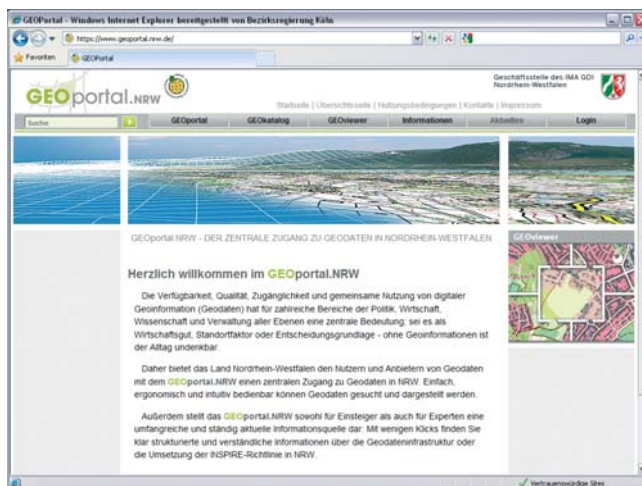 GEOPortal - Windows Internet Explorer bereitgestellt von Bezirksregierung Köln
https://www.geoportal.nrw.de/
Favoriten
GEOPortal
GEOportal.NRW
Geschäftsstelle des IMA GDI
Nordrhein-Westfalen
Startseite | Übersichtsseite | Nutzungsbedingungen | Kontakte | Impressum
Suche
GEOportal
GEOkatalog
GEOviewer
Informationen
Aktuelles
Login
GEOportal.NRW - DER ZENTRALE ZUGANG ZU GEODATEN IN NORDRHEIN-WESTFALEN
GEOviewer
Herzlich willkommen im GEOportal.NRW
Die Verfügbarkeit, Qualität, Zugänglichkeit und gemeinsame Nutzung von digitaler
Geoinformation (Geodaten) hat für zahlreiche Bereiche der Politik, Wirtschaft,
Wissenschaft und Verwaltung aller Ebenen eine zentrale Bedeutung; sei es als
Wirtschaftsgut, Standortfaktor oder Entscheidungsgrundlage - ohne Geoinformationen ist
der Alltag undenkbar.
Daher bietet das Land Nordrhein-Westfalen den Nutzern und Anbietern von Geodaten
mit dem GEOportal.NRW einen zentralen Zugang zu Geodaten in NRW. Einfach,
ergonomisch und intuitiv bedienbar können Geodaten gesucht und dargestellt werden.
Außerdem stellt das GEOportal.NRW sowohl für Einsteiger als auch für Experten eine
umfangreiche und ständig aktuelle Informationsquelle dar. Mit wenigen Klicks finden Sie
klar strukturierte und verständliche Informationen über die Geodateninfrastruktur oder
die Umsetzung der INSPIRE-Richtlinie in NRW.
Vertrauenswürdige Sites